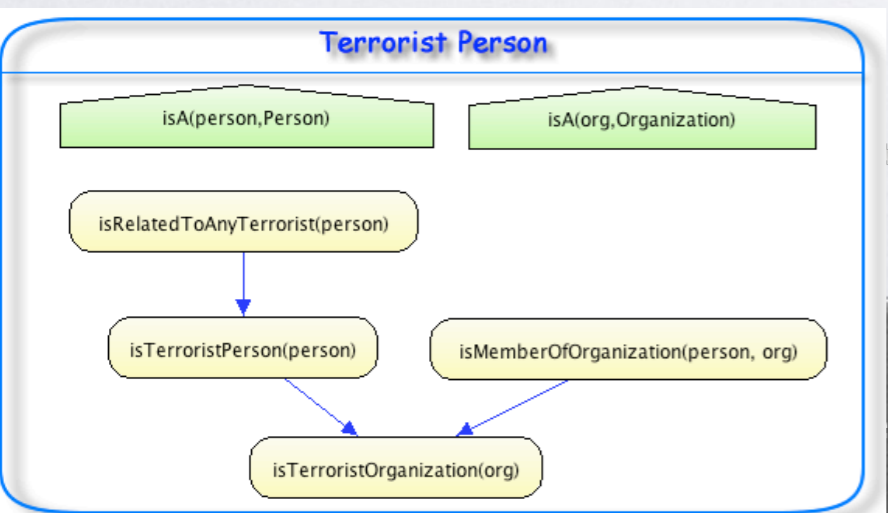 Terrorist Person
isA(person,Person)
isA(org,Organization)
isRelatedToAnyTerrorist(person)
isTerroristPerson(person)
isMemberOfOrganization(person, org)
isTerroristOrganization(org)